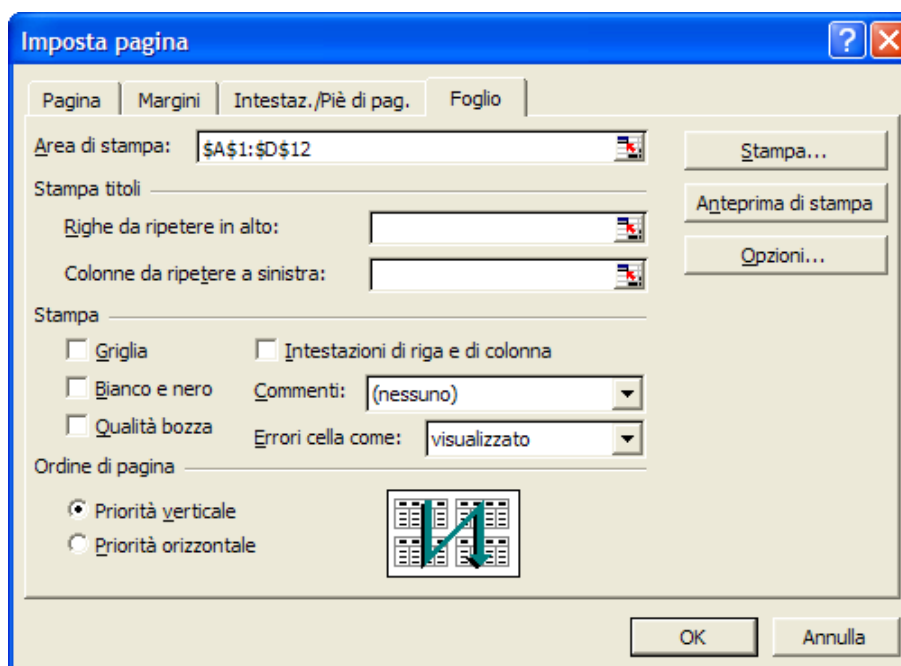 Imposta pagina
Pagina Margini Intestaz./Piè di pag. Foglio
Area di stampa: $A$1:$D$12
Stampa...
Stampa titoli
Anteprima di stampa
Righe da ripetere in alto:
Colonne da ripetere a sinistra:
Opzioni...
Stampa
Griglia
Intestazioni di riga e di colonna
Bianco e nero
Commenti: (nessuno)
Qualità bozza
Errori cella come: visualizzato
Ordine di pagina
Priorità verticale
Priorità orizzontale
OK Annulla